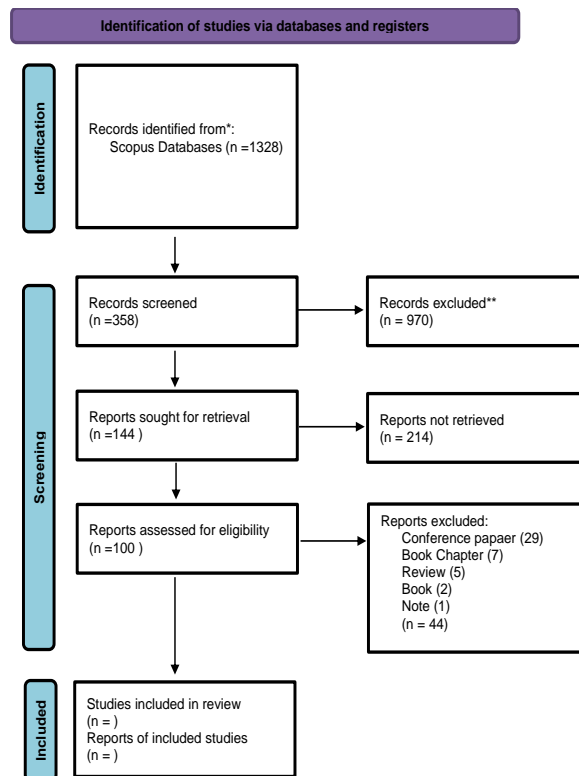 Identification of studies via databases and registers
Identification
Records identified from*:
Scopus Databases (n =1328)
Screening
Records screened
(n =358)
Records excluded**
(n = 970)
Reports sought for retrieval
(n =144 )
Reports not retrieved
(n = 214)
Reports assessed for eligibility
(n =100 )
Reports excluded:
Conference papaer (29)
Book Chapter (7)
Review (5)
Book (2)
Note (1)
(n = 44)
Included
Studies included in review
(n = )
Reports of included studies
(n = )